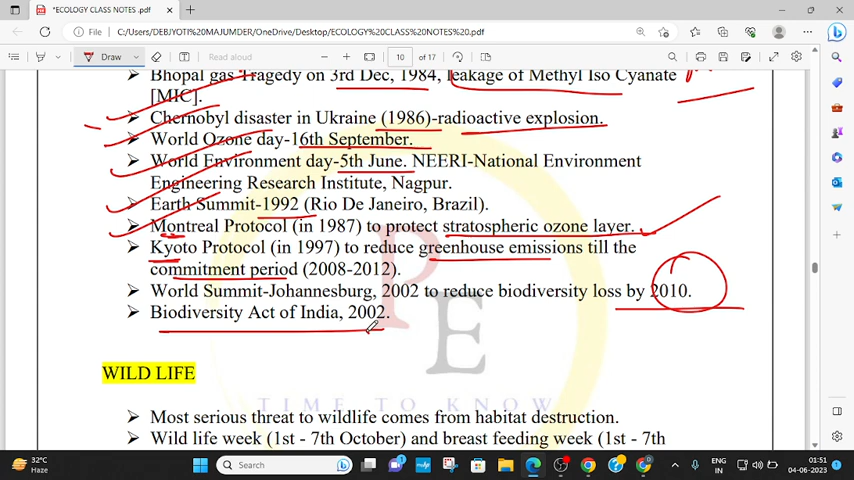 *ECOLOGY CLASS NOTES .pdf
File C:/Users/DEBJYOTI MAJUMDER/OneDrive/Desktop/ECOLOGY%20CLASS%20NOTES.pdf
Draw Read aloud 10 of 17
Bhopal gas Tragedy on 3rd Dec, 1984, leakage of Methyl Iso Cyanate
[MIC].
Chernobyl disaster in Ukraine (1986)-radioactive explosion.
World Ozone day-16th September.
World Environment day-5th June. NEERI-National Environment
Engineering Research Institute, Nagpur.
Earth Summit-1992 (Rio De Janeiro, Brazil).
Montreal Protocol (in 1987) to protect stratospheric ozone layer.
Kyoto Protocol (in 1997) to reduce greenhouse emissions till the
commitment period (2008-2012).
World Summit-Johannesburg, 2002 to reduce biodiversity loss by 2010.
Biodiversity Act of India, 2002.
PE
TIME TO KNOW
WILD LIFE
Most serious threat to wildlife comes from habitat destruction.
Wild life week (1st - 7th October) and breast feeding week (1st - 7th
32°C
Haze
Search
ENG
IN
01:51
04-06-2023